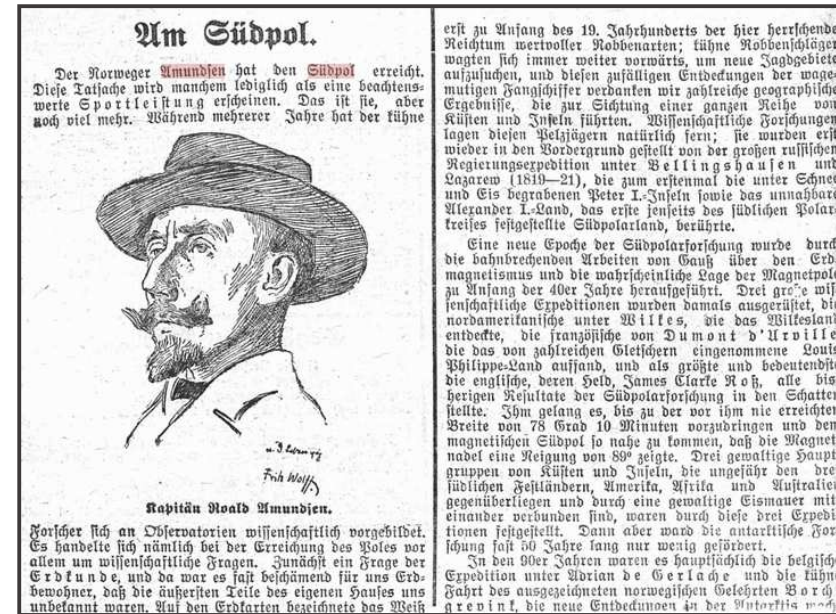 Am Südpol.
Der Norweger Amundsen hat den Südpol erreicht.
Diese Tatsache wird manchem lediglich als eine beachtens-
werte Sportleistung erscheinen. Das ist sie, aber
noch viel mehr. Während mehrerer Jahre hat der kühne
Fritz Wolff
Kapitän Roald Amundsen.
Forscher sich an Observatorien wissenschaftlich vorgebildet.
Es handelte sich nämlich bei der Erreichung des Poles vor
allem um wissenschaftliche Fragen. Zunächst ein Frage der
Erdkunde, und da war es fast beschämend für uns Erd-
bewohner, daß die äußersten Teile des eigenen Hauses uns
unbekannt waren. Auf den Erdkarten bezeichnete das Weiß
erst zu Anfang des 19. Jahrhunderts der hier herrschende
Reichtum wertvoller Robbenarten; kühne Robbenschläger
wagten sich immer weiter vorwärts, um neue Jagdgebiete
aufzusuchen, und diesen zufälligen Entdeckungen der wage-
mutigen Fangschiffer verdanken wir zahlreiche geographische
Ergebnisse, die zur Sichtung einer ganzen Reihe von
Küsten und Inseln führten. Wissenschaftliche Forschungen
lagen diesen Pelzjägern natürlich fern; sie wurden erst
wieder in den Vordergrund gestellt von der großen russischen
Regierungsexpedition unter Bellingshausen und
Lazarew (1819—21), die zum erstenmal die unter Schnee
und Eis begrabenen Peter I.-Inseln sowie das unnahbare
Alexander I.-Land, das erste jenseits des südlichen Polar-
kreises festgestellte Südpolarland, berührte.
Eine neue Epoche der Südpolarforschung wurde durch
die bahnbrechenden Arbeiten von Gauß über den Erd-
magnetismus und die wahrscheinliche Lage der Magnetpole
zu Anfang der 40er Jahre heraufgeführt. Drei große wis-
senschaftliche Expeditionen wurden damals ausgerüstet, die
nordamerikanische unter Wilkes, die das Wilkesland
entdeckte, die französische von Dumont d'Urville,
die das von zahlreichen Gletschern eingenommene Louis
Philippe-Land auffand, und als größte und bedeutendste
die englische, deren Held, James Clarke Roß, alle bis-
herigen Resultate der Südpolarforschung in den Schatten
stellte. Ihm gelang es, bis zu der vor ihm nie erreichten
Breite von 78 Grad 10 Minuten vorzudringen und dem
magnetischen Südpol so nahe zu kommen, daß die Magnet-
nadel eine Neigung von 89° zeigte. Drei gewaltige Haupt-
gruppen von Küsten und Inseln, die ungefähr den drei
südlichen Festländern, Amerika, Afrika und Australien
gegenüberliegen und durch eine gewaltige Eismauer mit-
einander verbunden sind, waren durch diese drei Expedi-
tionen festgestellt. Dann aber ward die antarktische For-
schung fast 50 Jahre lang nur wenig gefördert.
In den 90er Jahren waren es hauptsächlich die belgische
Expedition unter Adrian de Gerlache und die kühne
Fahrt des ausgezeichneten norwegischen Gelehrten Borch-
grevink, die neue Entdeckungen in der Antarktis